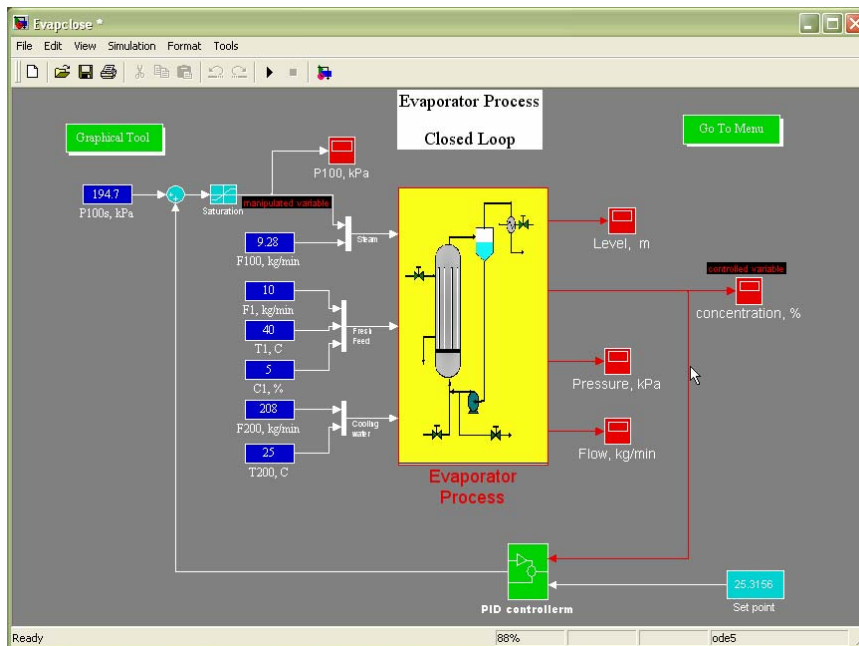 Evapclose *
File Edit View Simulation Format Tools
Evaporator Process
Closed Loop
Graphical Tool
Go To Menu
P100, kPa
194.7
P100s, kPa
Saturation
manipulated variable
Steam
9.28
F100, kg/min
Level, m
controlled variable
concentration, %
10
F1, kg/min
40
T1, C
Fresh
Feed
5
C1, %
Pressure, kPa
208
F200, kg/min
Cooling
water
25
T200, C
Flow, kg/min
Evaporator
Process
25.3156
Set point
PID controllerm
Ready
88%
ode5